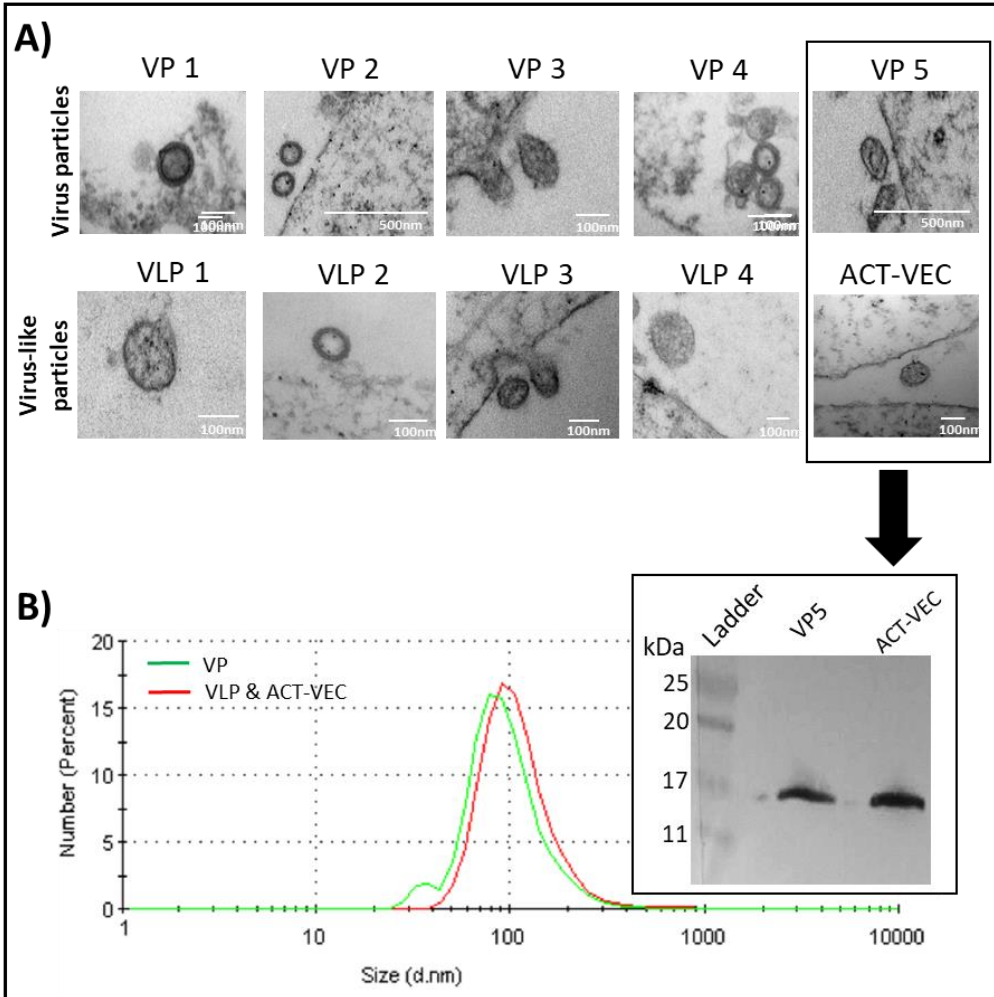 A)
VP 1 VP 2 VP 3 VP 4 VP 5
Virus particles
100nm
100nm 500nm 100nm 100nm 500nm
VLP 1 VLP 2 VLP 3 VLP 4 ACT-VEC
Virus-like
particles
100nm 100nm 100nm 100nm 100nm
B)
Ladder VP5 ACT-VEC
kDa
25
20
17
11
VP
VLP & ACT-VEC
Number (Percent)
20
15
10
5
0
1 10 100 1000 10000
Size (d.nm)